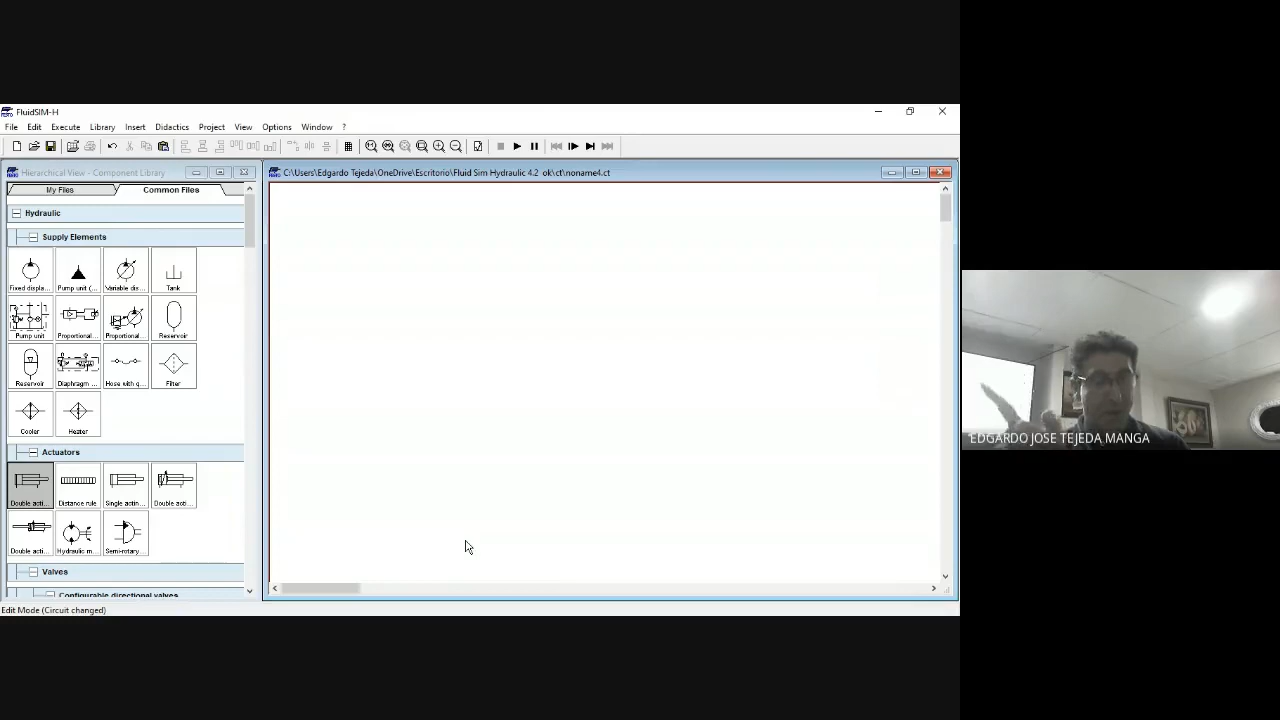 FluidSIM-H
File Edit Execute Library Insert Didactics Project View Options Window ?
Hierarchical View - Component Library
My Files Common Files
Hydraulic
Supply Elements
Fixed displa... Pump unit (... Variable dis... Tank
Pump unit Proportional... Proportional... Reservoir
Reservoir Diaphragm ... Hose with q... Filter
Cooler Heater
Actuators
Double acti... Distance rule Single actin... Double acti...
Double acti... Hydraulic m... Semi-rotary...
Valves
Configurable directional valves
Edit Mode (Circuit changed)
C:\Users\Edgardo Tejeda\OneDrive\Escritorio\Fluid Sim Hydraulic 4.2 ok\ct\noname4.ct
EDGARDO JOSE TEJEDA MANGA